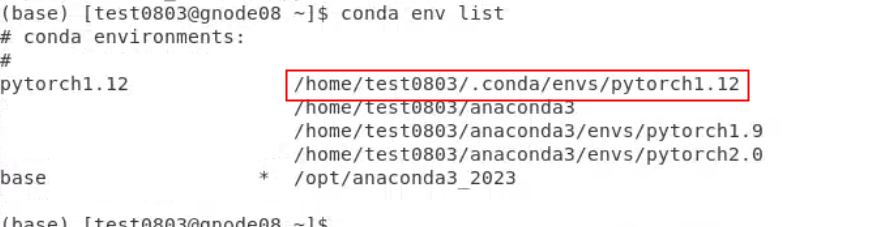 (base) [test0803@gnode08 ~]$ conda env list
# conda environments:
#
pytorch1.12              /home/test0803/.conda/envs/pytorch1.12
                         /home/test0803/anaconda3
                         /home/test0803/anaconda3/envs/pytorch1.9
                         /home/test0803/anaconda3/envs/pytorch2.0
base                  *  /opt/anaconda3_2023
(base) [test0803@gnode08 ~]$